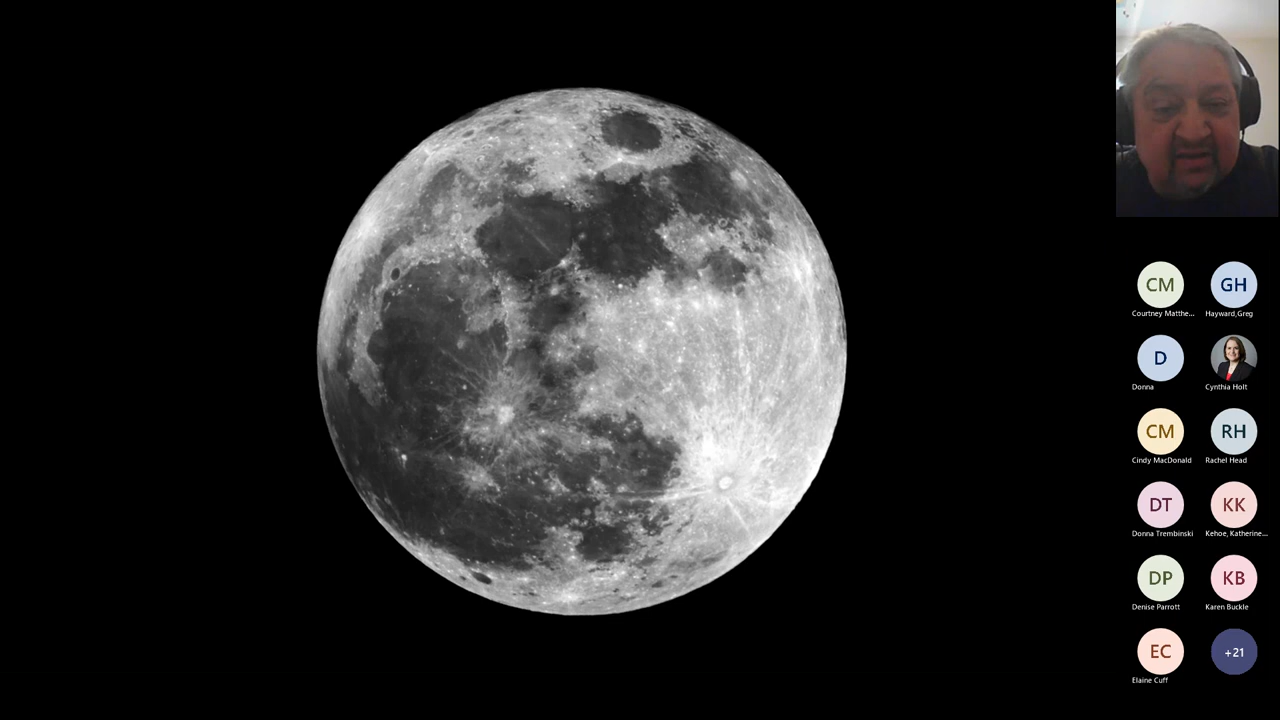 CM GH
Courtney Matthe... Hayward,Greg
D
Donna Cynthia Holt
CM RH
Cindy MacDonald Rachel Head
DT KK
Donna Trembinski Kehoe, Katherine...
DP KB
Denise Parrott Karen Buckle
EC +21
Elaine Cuff